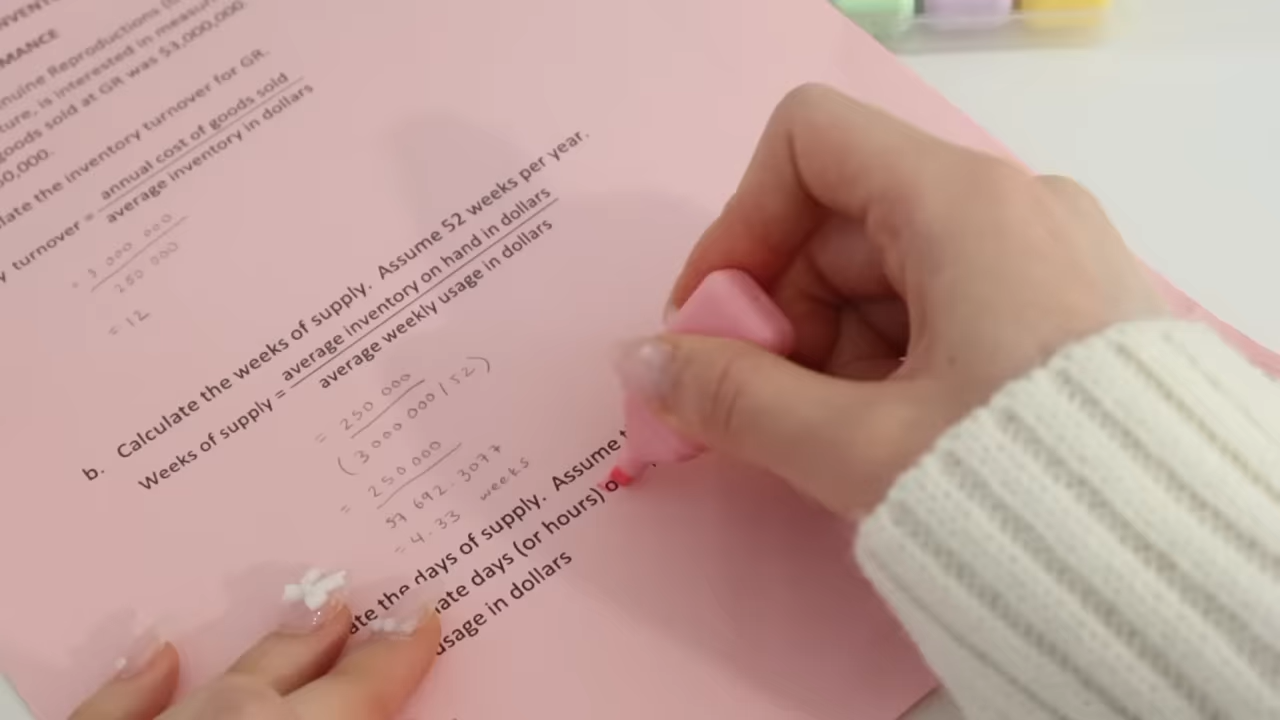 MANCE
Reproductions
ture, is interested in measur
goods sold at GR was $3,000,000.
late the inventory turnover for GR.
y turnover = annual cost of goods sold
average inventory in dollars
3 000 000
250 000
= 12
b. Calculate the weeks of supply. Assume 52 weeks per year.
Weeks of supply = average inventory on hand in dollars
average weekly usage in dollars
= 250 000
(3 000 000 / 52)
= 250 000
57 692.3077
= 4.33 weeks
ate the days of supply. Assume t
ate days (or hours) o
usage in dollars